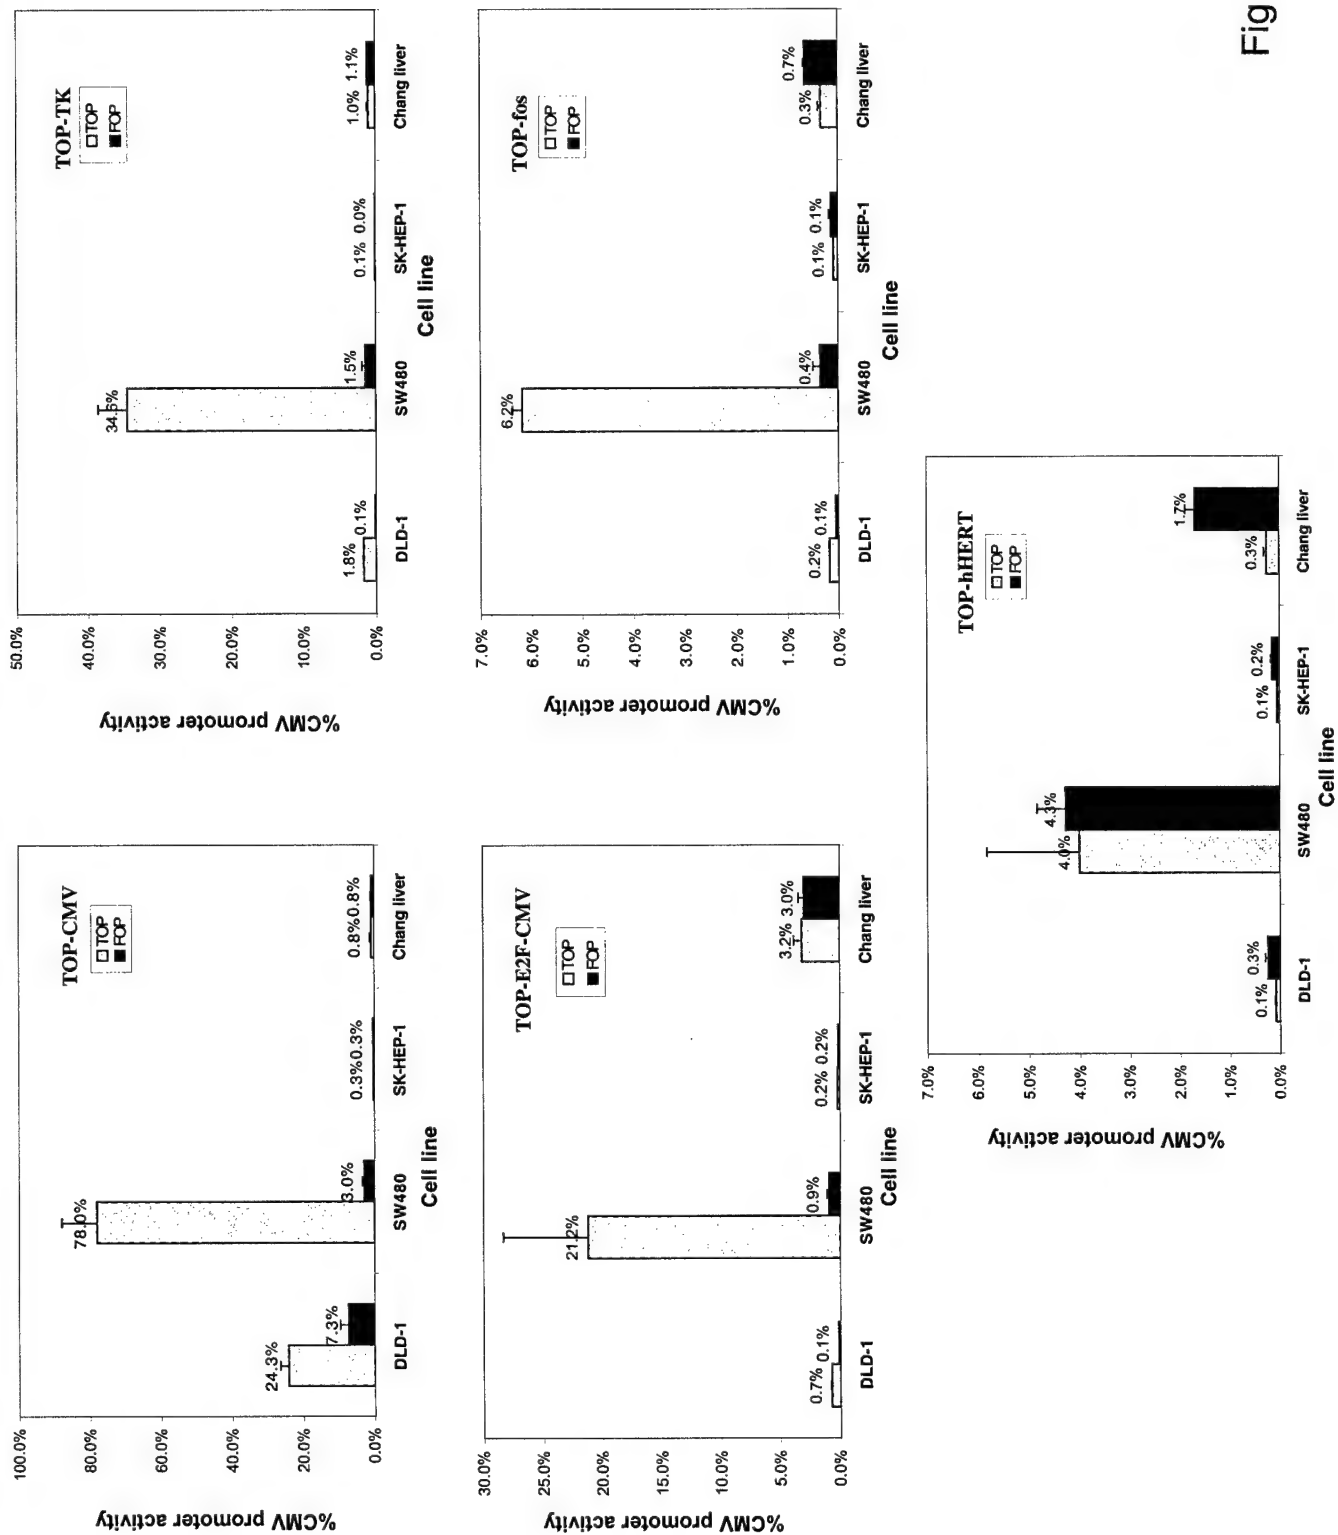 TOP-CMV
TOP
FOP
%CMV promoter activity
100.0%
80.0%
60.0%
40.0%
20.0%
0.0%
24.3%
7.3%
78.0%
3.0%
0.3%
0.3%
0.8%
0.8%
DLD-1
SW480
SK-HEP-1
Chang liver
Cell line
TOP-TK
TOP
FOP
%CMV promoter activity
50.0%
40.0%
30.0%
20.0%
10.0%
0.0%
1.8%
0.1%
34.6%
1.5%
0.1%
0.0%
1.0%
1.1%
DLD-1
SW480
SK-HEP-1
Chang liver
Cell line
TOP-E2F-CMV
TOP
FOP
%CMV promoter activity
30.0%
25.0%
20.0%
15.0%
10.0%
5.0%
0.0%
0.7%
0.1%
21.2%
0.9%
0.2%
0.2%
3.2%
3.0%
DLD-1
SW480
SK-HEP-1
Chang liver
Cell line
TOP-fos
TOP
FOP
%CMV promoter activity
7.0%
6.0%
5.0%
4.0%
3.0%
2.0%
1.0%
0.0%
0.2%
0.1%
6.2%
0.4%
0.1%
0.1%
0.3%
0.7%
DLD-1
SW480
SK-HEP-1
Chang liver
Cell line
TOP-hHERT
TOP
FOP
%CMV promoter activity
7.0%
6.0%
5.0%
4.0%
3.0%
2.0%
1.0%
0.0%
0.1%
0.3%
4.0%
4.3%
0.1%
0.2%
0.3%
1.7%
DLD-1
SW480
SK-HEP-1
Chang liver
Cell line
Fig